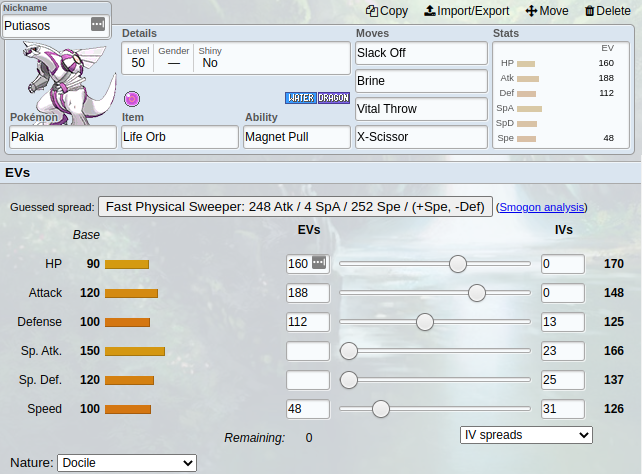 Nickname
Copy Import/Export Move Delete
Putiasos
Details
Moves
Stats
Level Gender Shiny
50 — No
Slack Off
EV
HP 160
Brine
Atk 188
Def 112
WATER DRAGON
Vital Throw
SpA
Pokémon Item Ability
SpD
Palkia Life Orb Magnet Pull X-Scissor
Spe 48
EVs
Guessed spread: Fast Physical Sweeper: 248 Atk / 4 SpA / 252 Spe / (+Spe, -Def) (Smogon analysis)
Base EVs IVs
HP 90 160 0 170
Attack 120 188 0 148
Defense 100 112 13 125
Sp. Atk. 150 23 166
Sp. Def. 120 25 137
Speed 100 48 31 126
Remaining: 0 IV spreads
Nature: Docile